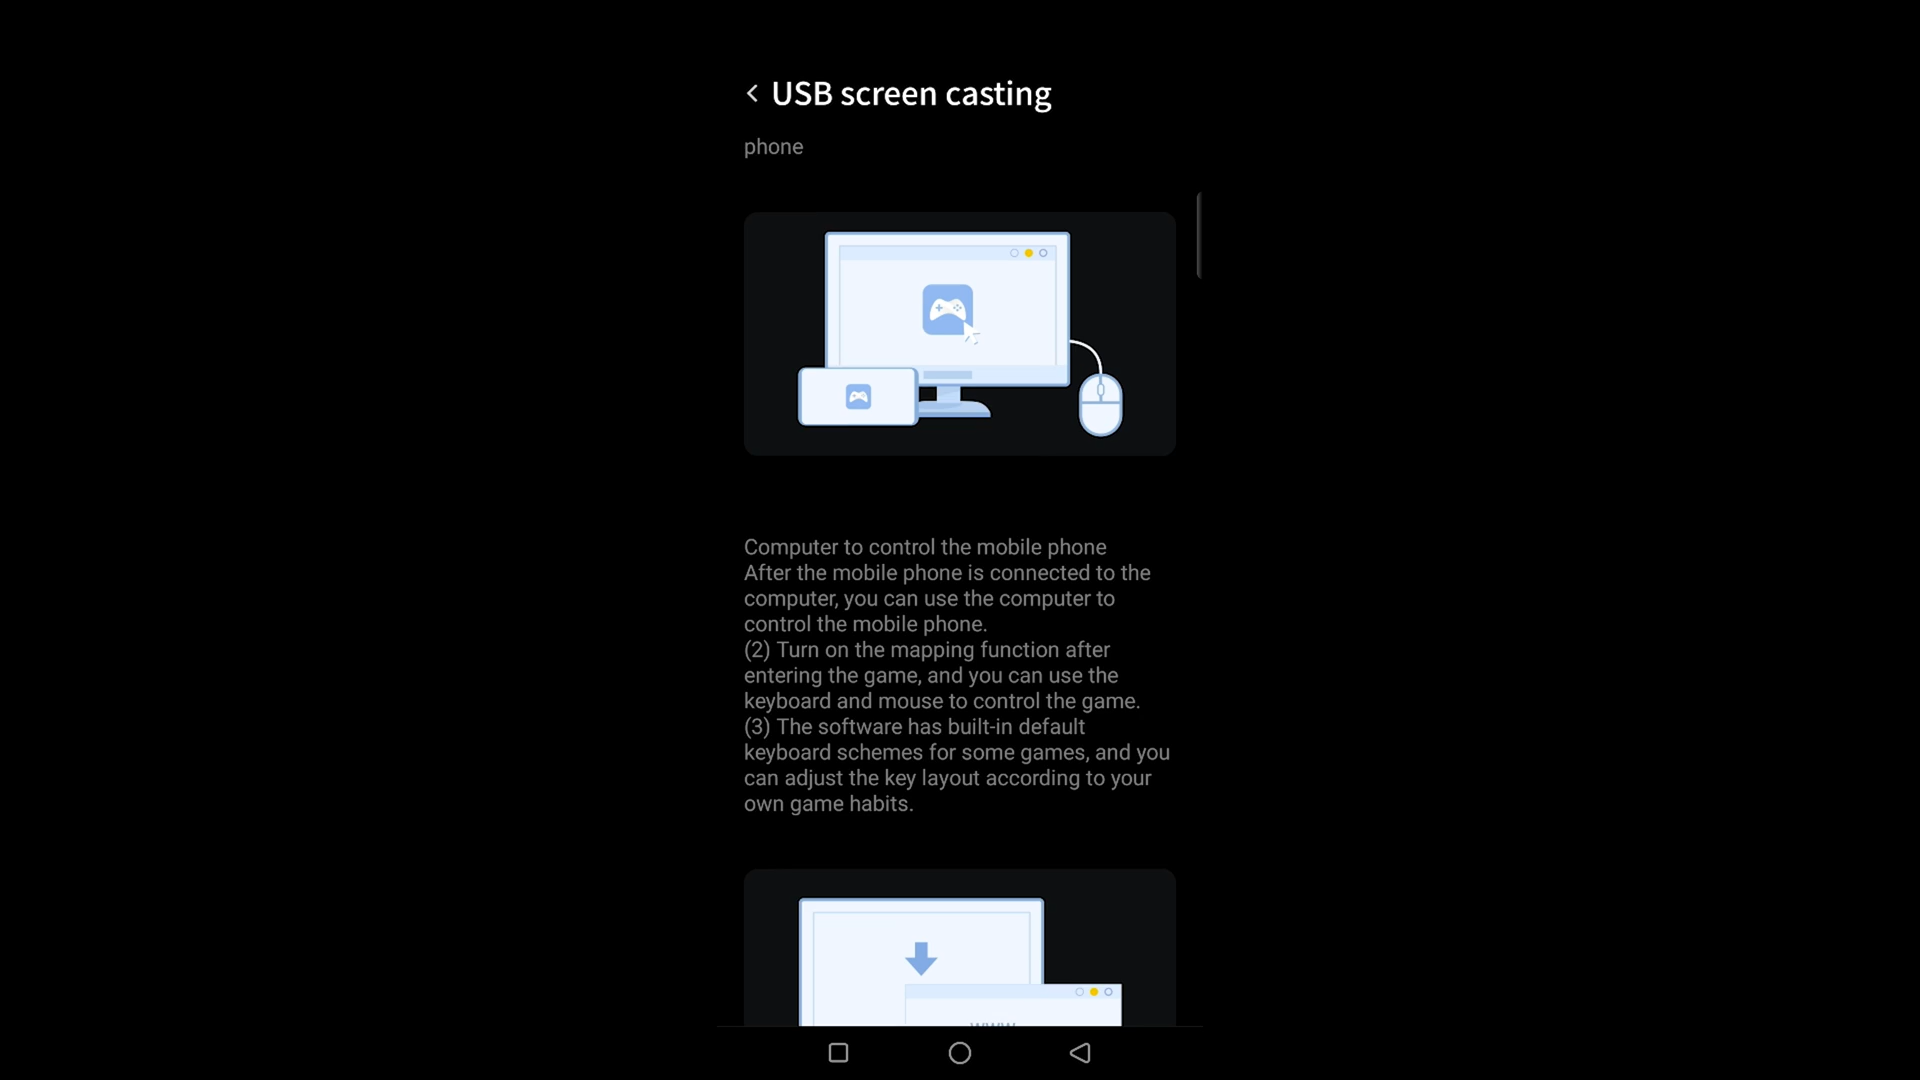 USB screen casting
phone
Computer to control the mobile phone
After the mobile phone is connected to the
computer, you can use the computer to
control the mobile phone.
(2) Turn on the mapping function after
entering the game, and you can use the
keyboard and mouse to control the game.
(3) The software has built-in default
keyboard schemes for some games, and you
can adjust the key layout according to your
own game habits.